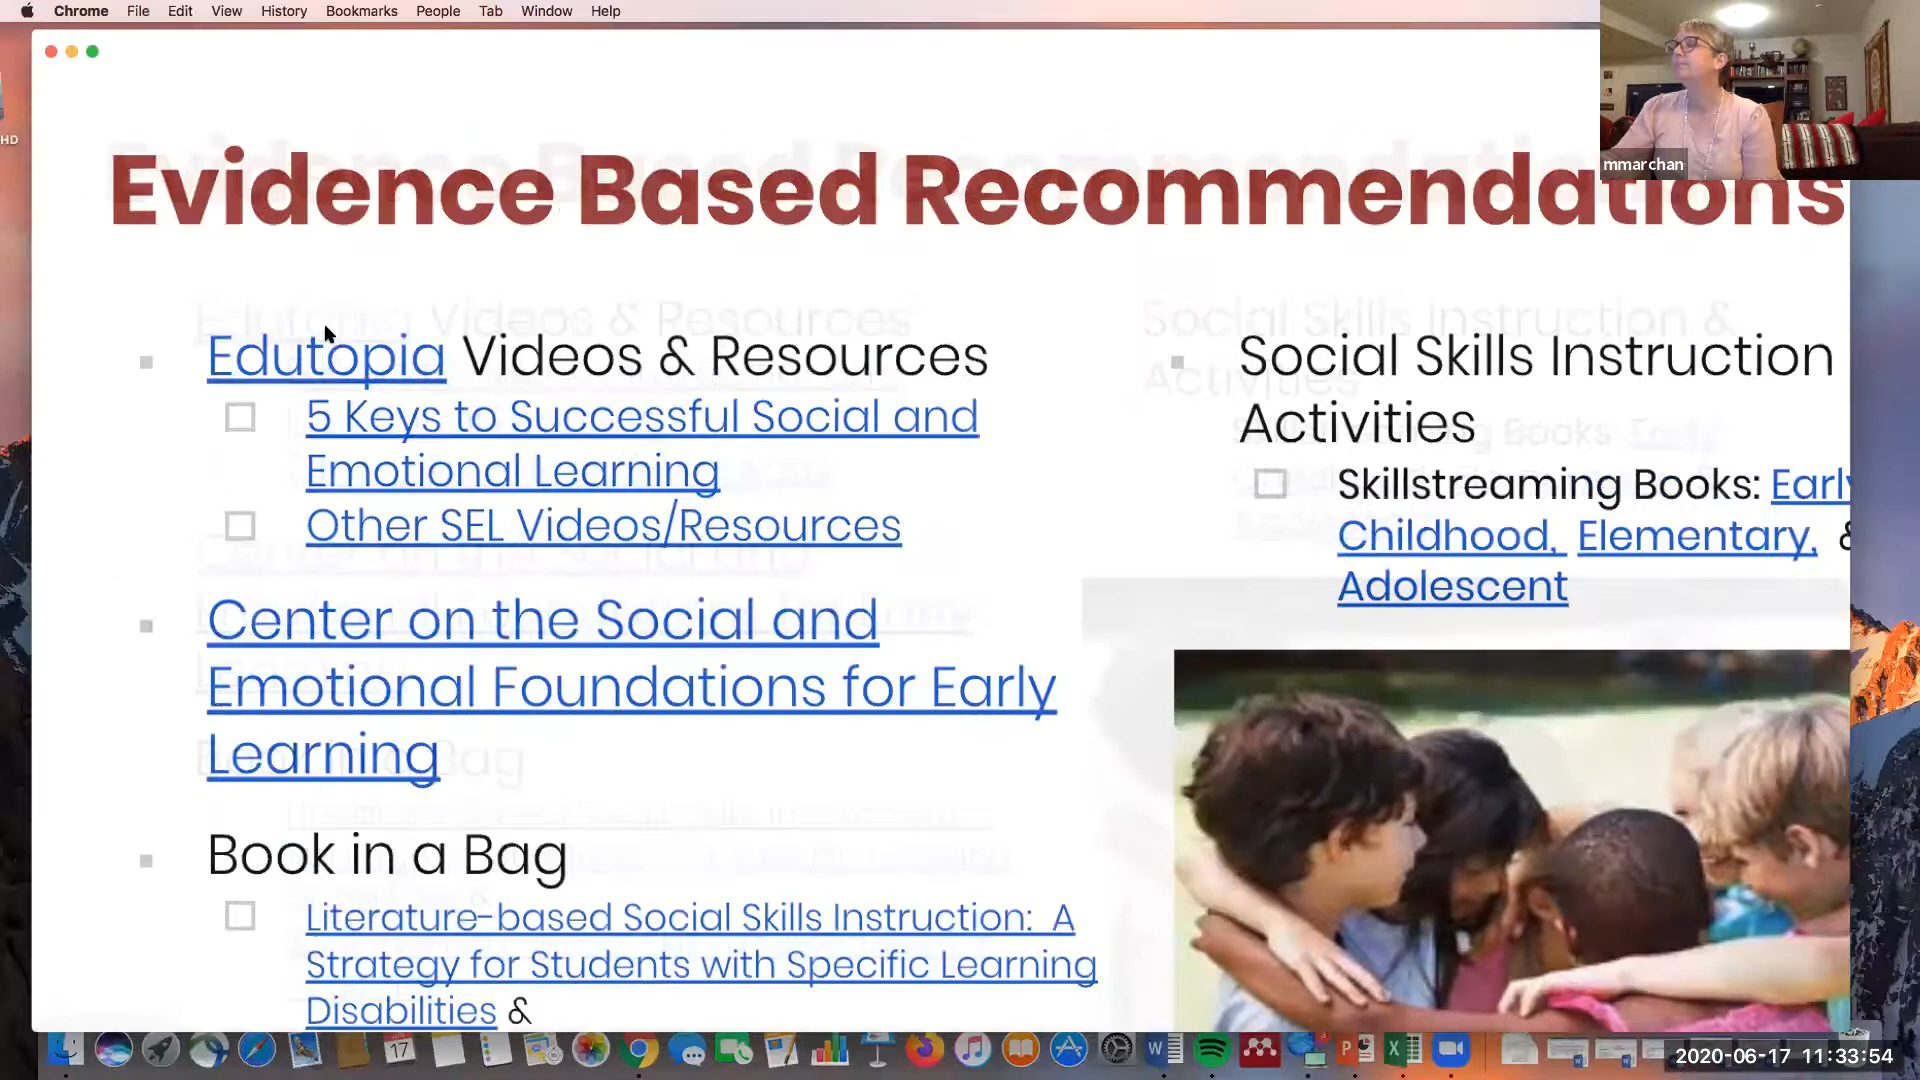 Chrome File Edit View History Bookmarks People Tab Window Help
HD
mmarchan
Evidence Based Recommendations
Edutopia Videos & Resources
5 Keys to Successful Social and
Emotional Learning
Other SEL Videos/Resources
Center on the Social and
Emotional Foundations for Early
Learning
Book in a Bag
Literature-based Social Skills Instruction: A
Strategy for Students with Specific Learning
Disabilities &
Social Skills Instruction
Activities
Skillstreaming Books: Early
Childhood, Elementary, &
Adolescent
17
2020-06-17 11:33:54